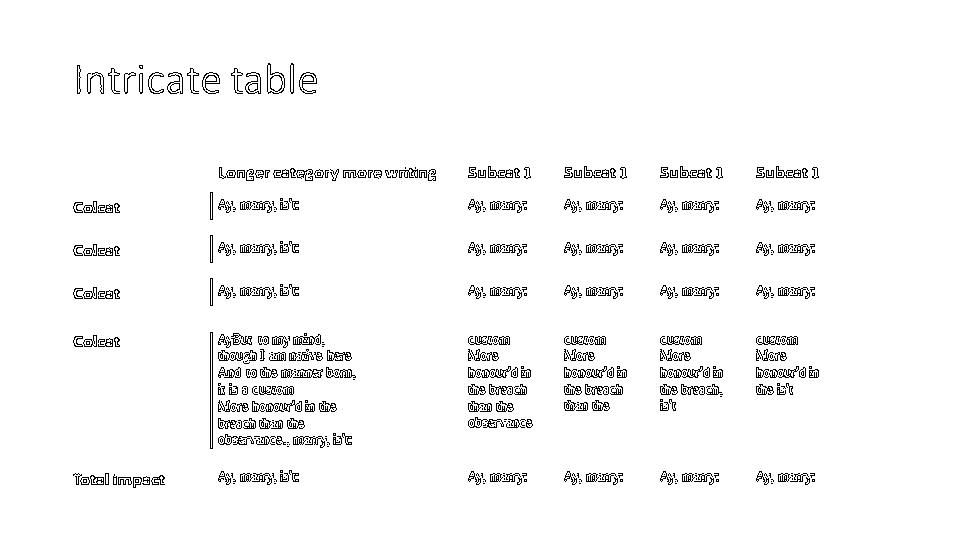 Intricate table
Longer category more writing Subcat 1 Subcat 1 Subcat 1 Subcat 1
Colcat Ay, marry, is't: Ay, marry: Ay, marry: Ay, marry: Ay, marry:
Colcat Ay, marry, is't: Ay, marry: Ay, marry: Ay, marry: Ay, marry:
Colcat Ay, marry, is't: Ay, marry: Ay, marry: Ay, marry: Ay, marry:
Colcat AyBut to my mind, custom custom custom custom
though I am native here More More More More
And to the manner born, honour'd in honour'd in honour'd in honour'd in
it is a custom the breach the breach the breach, the is't
More honour'd in the than the than the is't
breach than the observance
observance., marry, is't:
Total impact Ay, marry, is't: Ay, marry: Ay, marry: Ay, marry: Ay, marry: